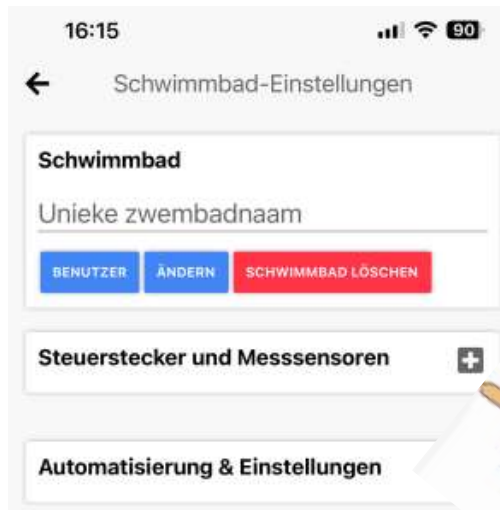 16:15 90
Schwimmbad-Einstellungen
Schwimmbad
Unieke zwembadnaam
BENUTZER ÄNDERN SCHWIMMBAD LÖSCHEN
Steuerstecker und Messsensoren
Automatisierung & Einstellungen